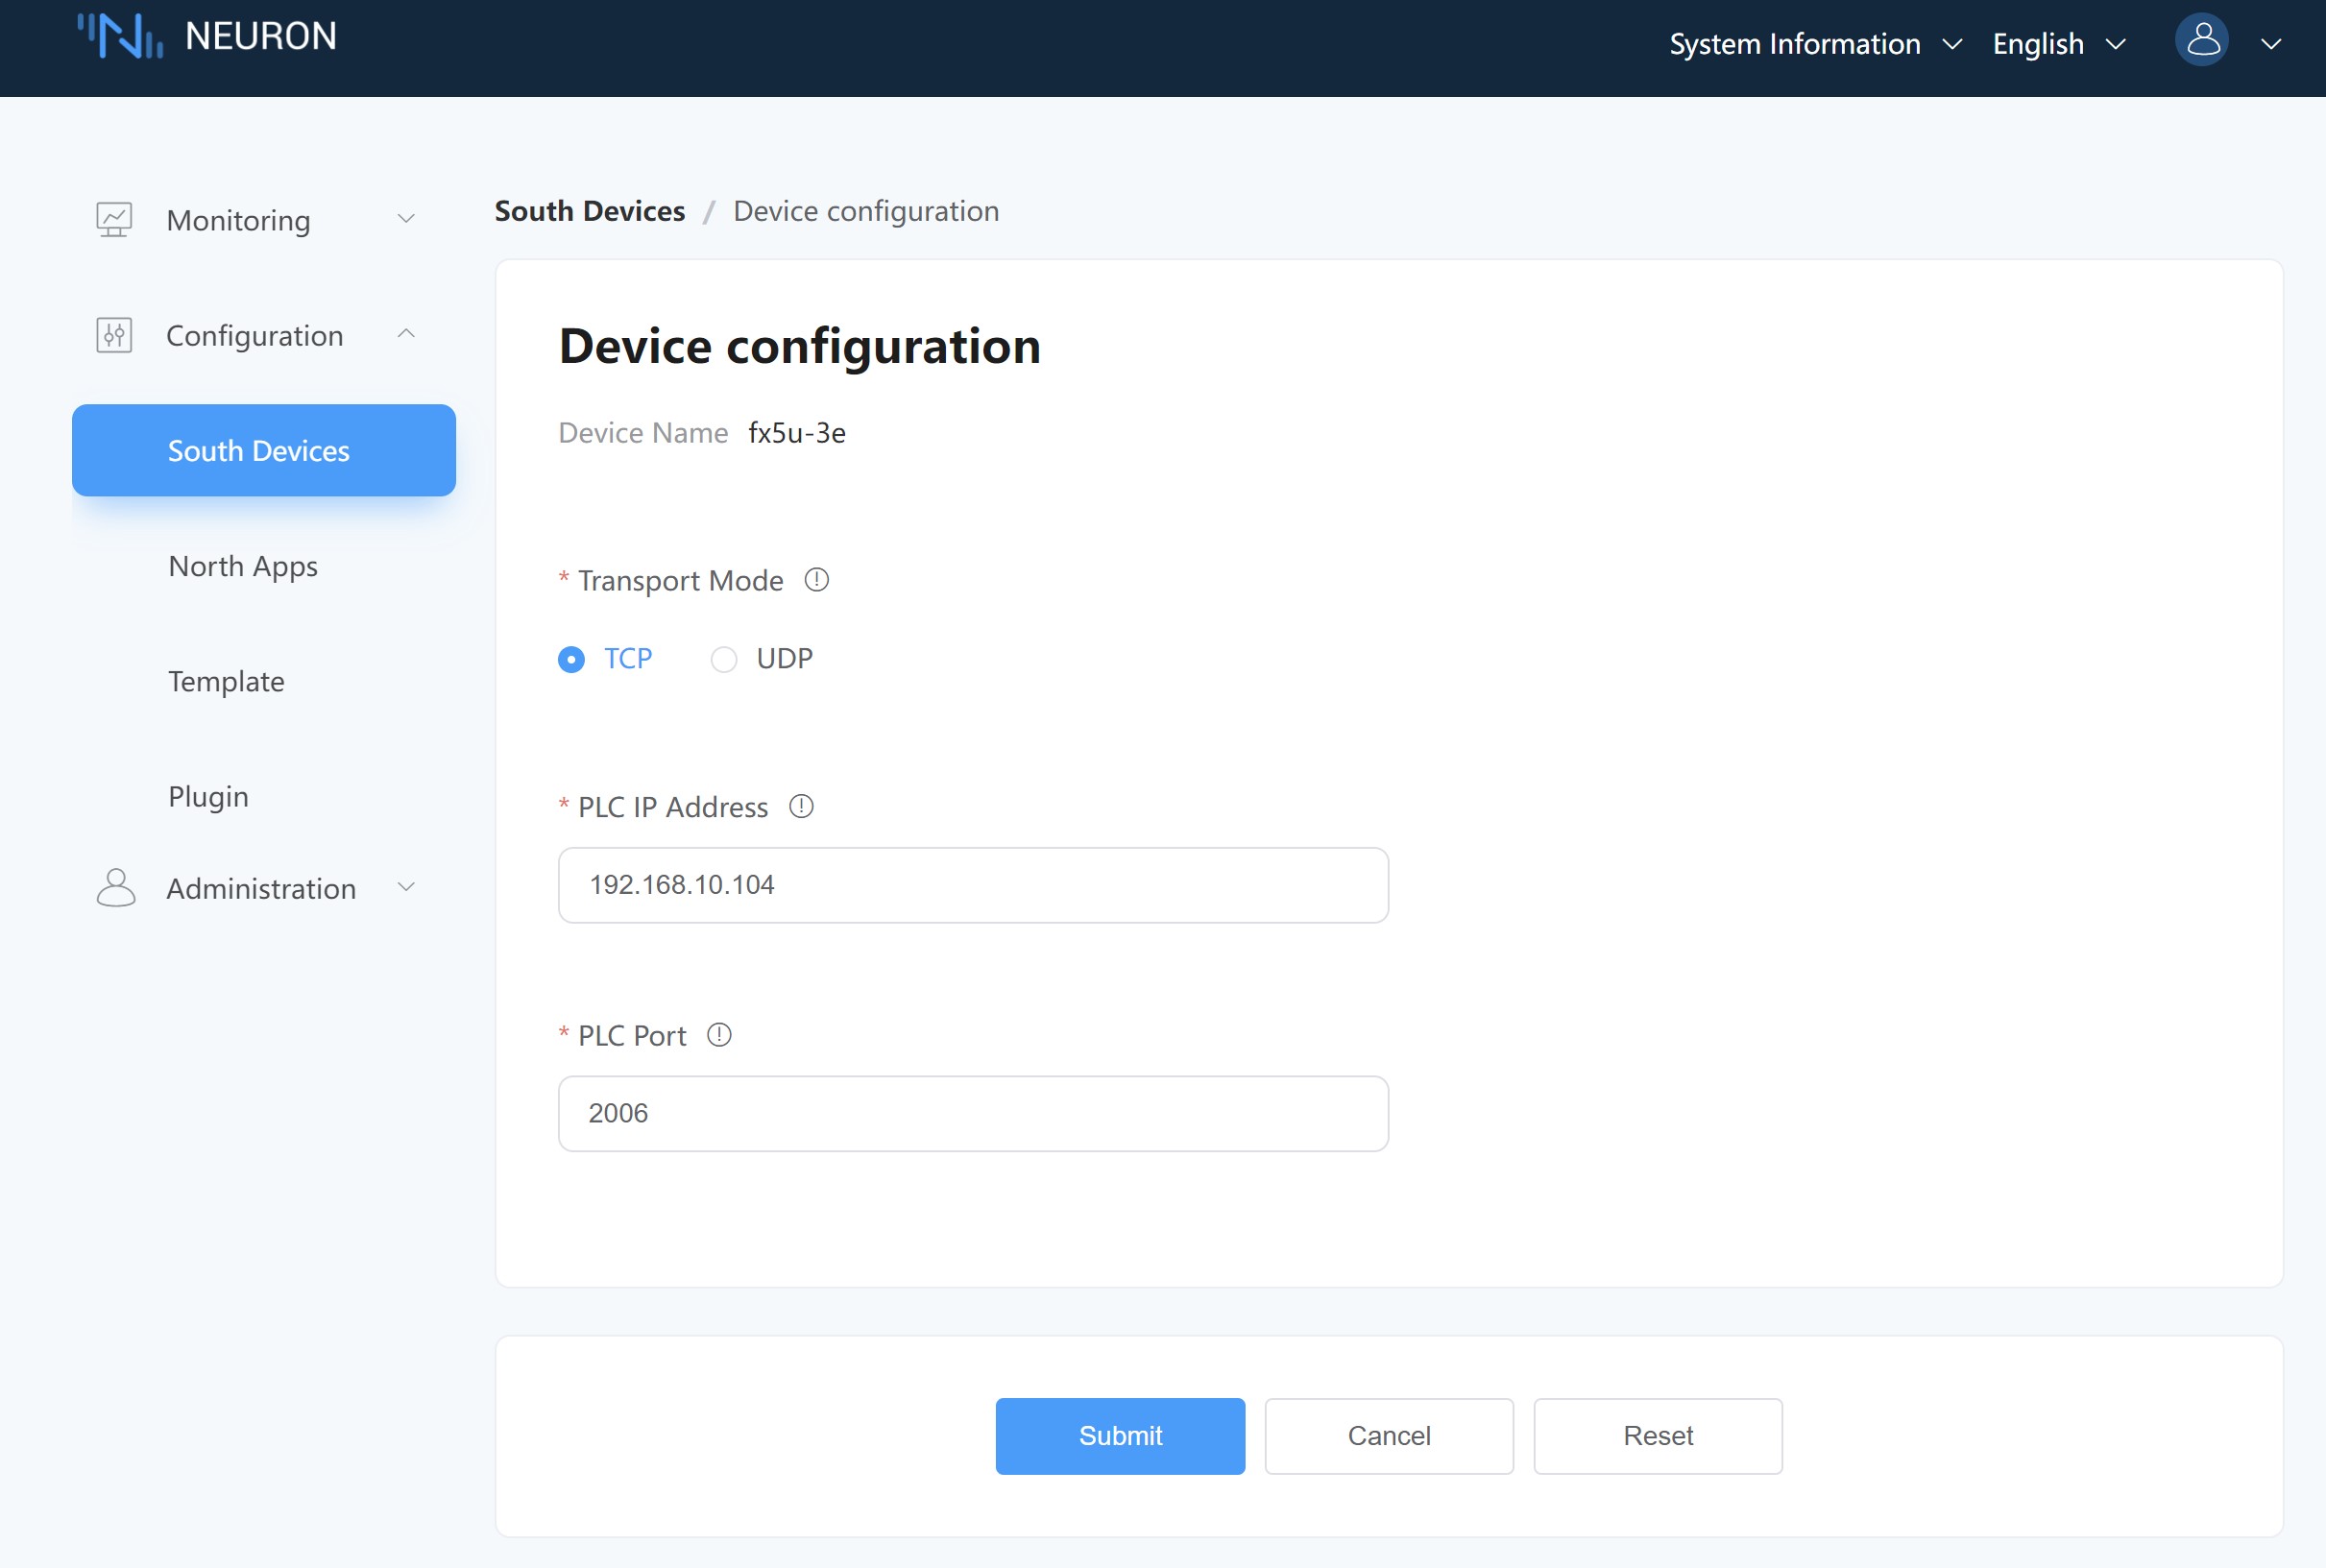 NEURON
System Information
English
Monitoring
Configuration
South Devices
North Apps
Template
Plugin
Administration
South Devices / Device configuration
Device configuration
Device Name fx5u-3e
* Transport Mode
TCP UDP
* PLC IP Address
192.168.10.104
* PLC Port
2006
Submit Cancel Reset